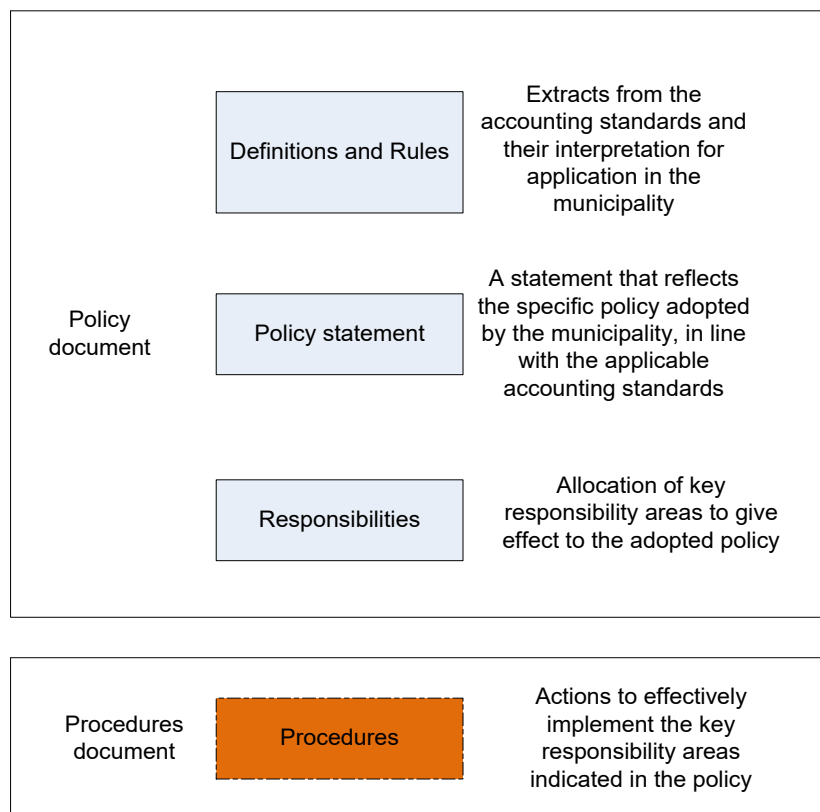 Definitions and Rules
Extracts from the
accounting standards and
their interpretation for
application in the
municipality
Policy
document
Policy statement
A statement that reflects
the specific policy adopted
by the municipality, in line
with the applicable
accounting standards
Responsibilities
Allocation of key
responsibility areas to give
effect to the adopted policy
Procedures
document
Procedures
Actions to effectively
implement the key
responsibility areas
indicated in the policy